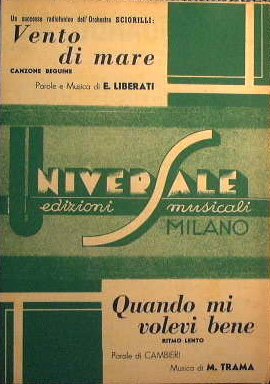 Un successo radiofonico dell'Orchestra SCIORILLI:
Vento
di mare
CANZONE BEGUINE
Parole e Musica di E. LIBERATI
UNIVERSALE
edizioni musicali
MILANO
Quando mi
volevi bene
RITMO LENTO
Parole di CAMBIERI
Musica di M. TRAMA